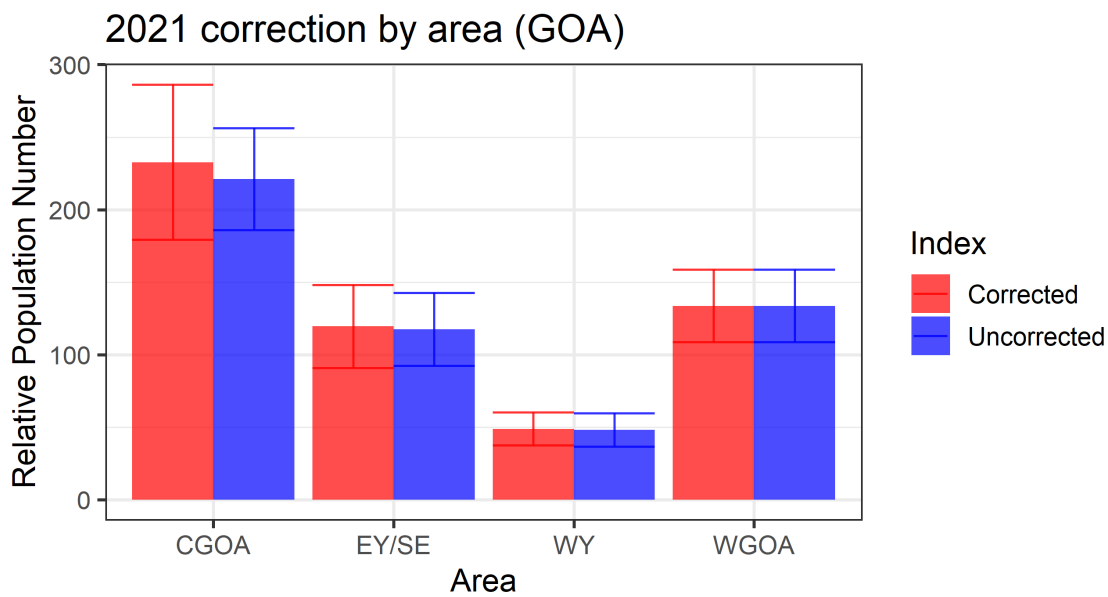 2021 correction by area (GOA)
Relative Population Number
300
200
100
0
CGOA EY/SE WY WGOA
Area
Index
Corrected
Uncorrected